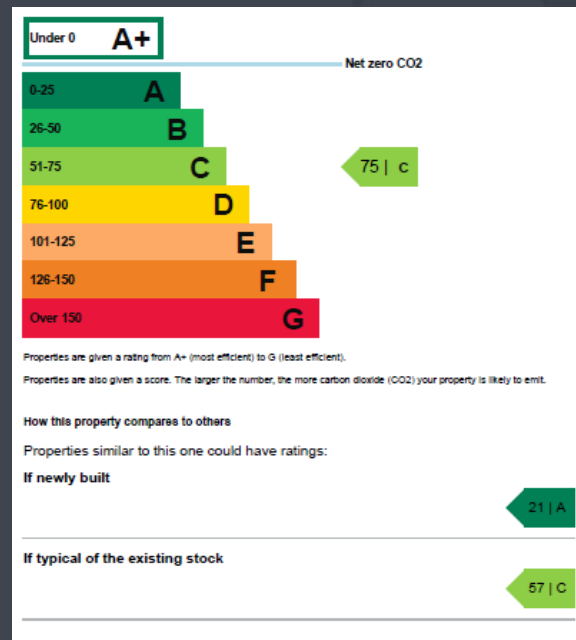 Under 0 A+
Net zero CO2
0-25 A
26-50 B
51-75 C 75 | c
76-100 D
101-125 E
126-150 F
Over 150 G
Properties are given a rating from A+ (most efficient) to G (least efficient).
Properties are also given a score. The larger the number, the more carbon dioxide (CO2) your property is likely to emit.
How this property compares to others
Properties similar to this one could have ratings:
If newly built
21 | A
If typical of the existing stock
57 | C